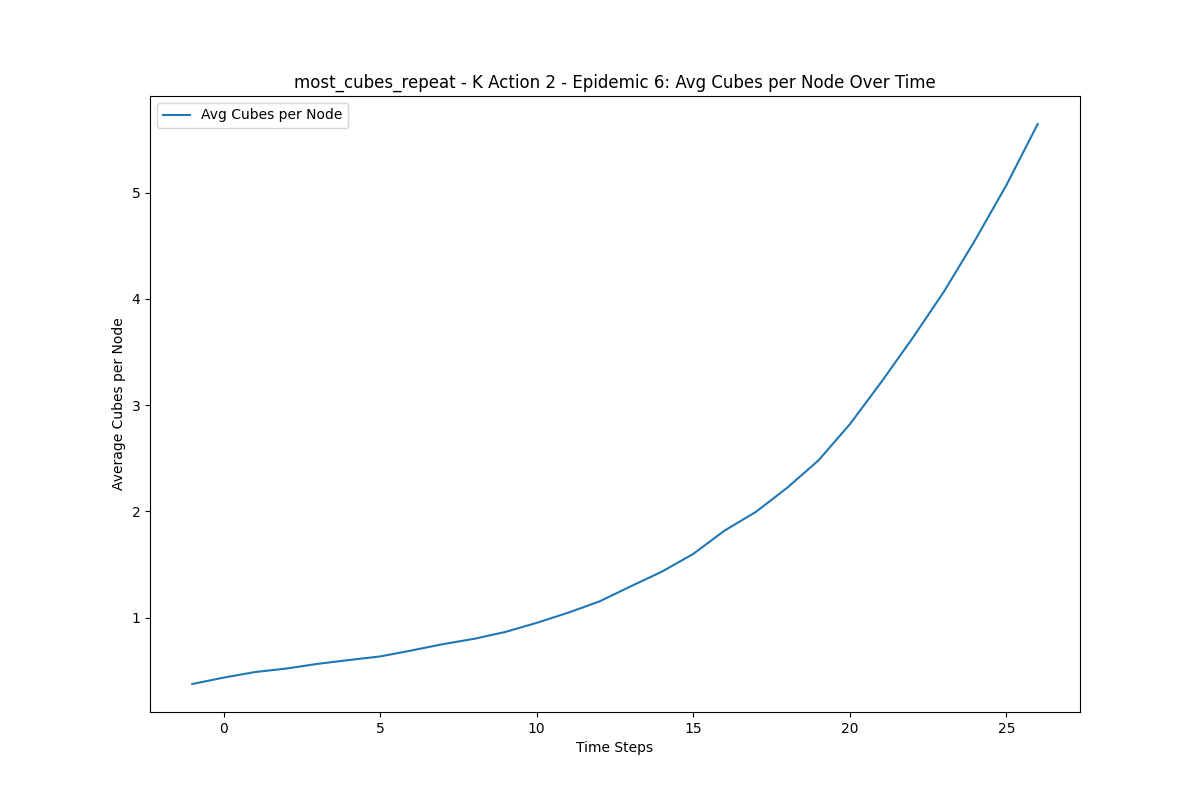 most_cubes_repeat - K Action 2 - Epidemic 6: Avg Cubes per Node Over Time
Avg Cubes per Node
5
4
3
2
1
Average Cubes per Node
0
5
10
15
20
25
Time Steps